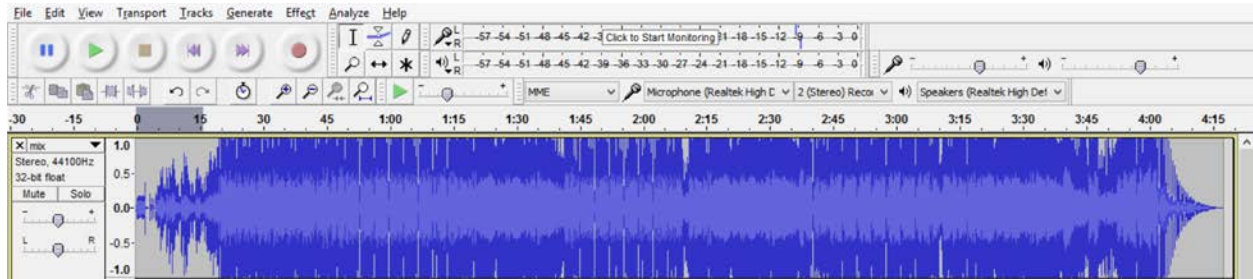 File Edit View Transport Tracks Generate Effect Analyze Help
L R -57 -54 -51 -48 -45 -42 -3 Click to Start Monitoring 21 -18 -15 -12 -9 -6 -3 0
L R -57 -54 -51 -48 -45 -42 -39 -36 -33 -30 -27 -24 -21 -18 -15 -12 -9 -6 -3 0
MME Microphone (Realtek High C 2 (Stereo) Recor Speakers (Realtek High Def
-30 -15 0 15 30 45 1:00 1:15 1:30 1:45 2:00 2:15 2:30 2:45 3:00 3:15 3:30 3:45 4:00 4:15
mix 1.0
Stereo, 44100Hz
32-bit float 0.5
Mute Solo
- + 0.0
L R -0.5
-1.0